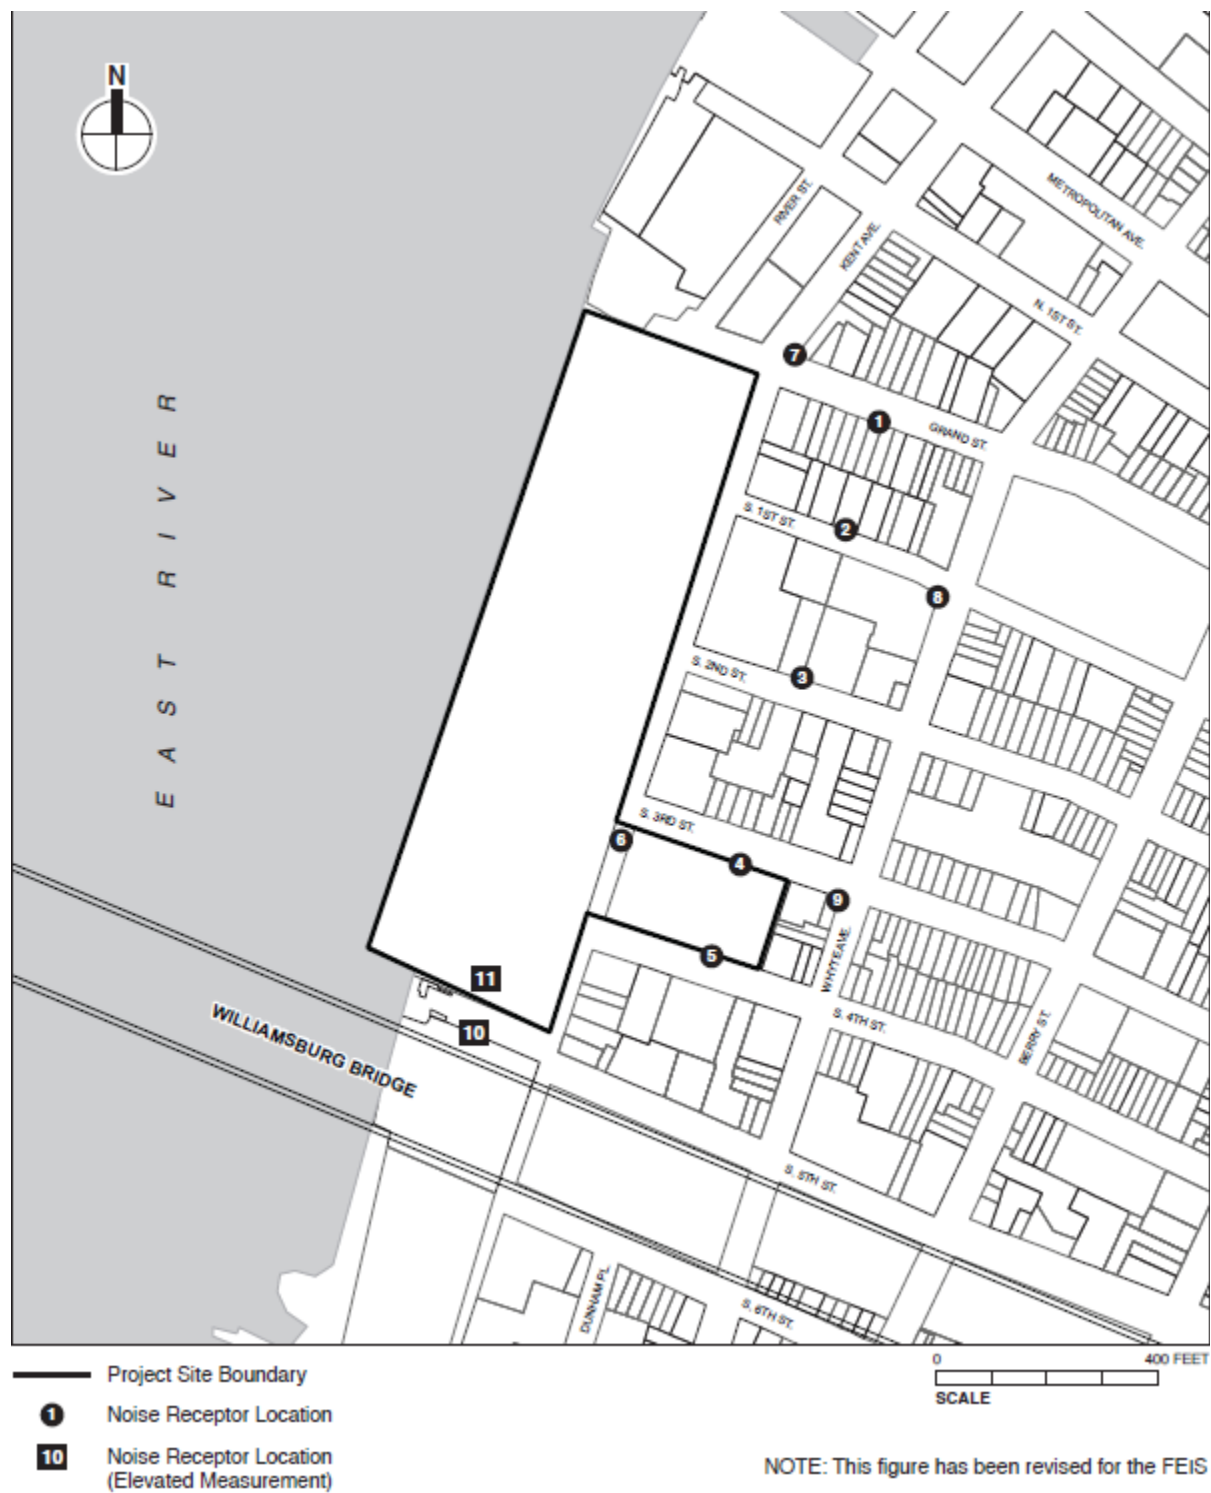 N
RIVER ST.
KENT AVE.
METROPOLITAN AVE.
N. 1ST ST.
7
1
GRAND ST.
EAST RIVER
S. 1ST ST.
2
8
S. 2ND ST.
3
S. 3RD ST.
6
4
9
5
WHYTE AVE.
11
10
S. 4TH ST.
BERRY ST.
WILLIAMSBURG BRIDGE
S. 5TH ST.
DUNHAM PL.
S. 6TH ST.
Project Site Boundary
1 Noise Receptor Location
10 Noise Receptor Location
(Elevated Measurement)
0 400 FEET
SCALE
NOTE: This figure has been revised for the FEIS